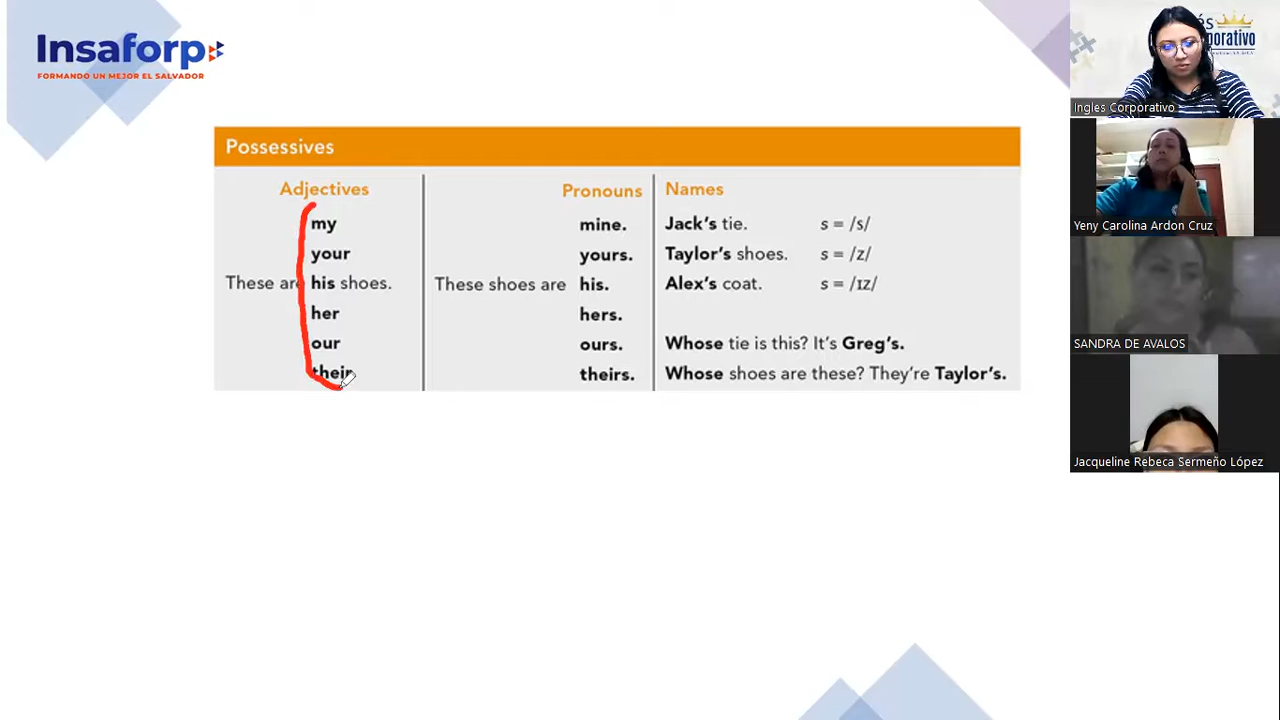 Insaforp
FORMANDO UN MEJOR EL SALVADOR
Possessives
Adjectives
my
your
These are his shoes.
her
our
their
Pronouns
mine.
yours.
These shoes are his.
hers.
ours.
theirs.
Names
Jack's tie. s = /s/
Taylor's shoes. s = /z/
Alex's coat. s = /ɪz/
Whose tie is this? It's Greg's.
Whose shoes are these? They're Taylor's.
Ingles Corporativo
Yeny Carolina Ardon Cruz
SANDRA DE AVALOS
Jacqueline Rebeca Sermeño López